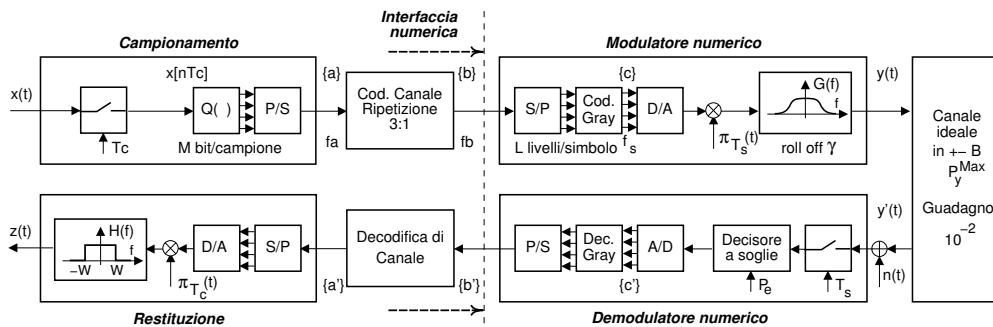 Interfaccia
numerica
Campionamento
Modulatore numerico
x(t)
x[nTc]
Q( )
P/S
Tc
M bit/campione
{a}
fa
Cod. Canale
Ripetizione
3:1
{b}
fb
S/P
Cod.
Gray
{c}
D/A
L livelli/simbolo
f_s
π_T_s(t)
G(f)
f
roll off γ
y(t)
Canale
ideale
in +− B
P_y^Max
Guadagno
10^−2
z(t)
H(f)
f
−W W
π_T_c(t)
D/A
S/P
{a'}
Decodifica di
Canale
{b'}
P/S
Dec.
Gray
{c'}
A/D
Decisore
a soglie
P_e
T_s
y'(t)
n(t)
Restituzione
Demodulatore numerico